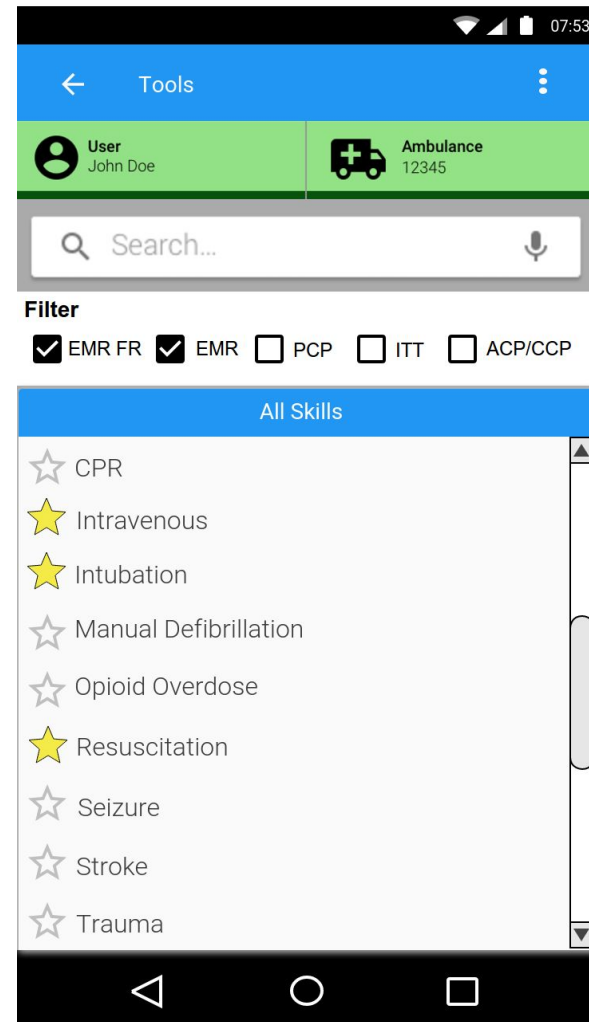 07:53
Tools
User
John Doe
Ambulance
12345
Search...
Filter
EMR FR EMR PCP ITT ACP/CCP
All Skills
CPR
Intravenous
Intubation
Manual Defibrillation
Opioid Overdose
Resuscitation
Seizure
Stroke
Trauma